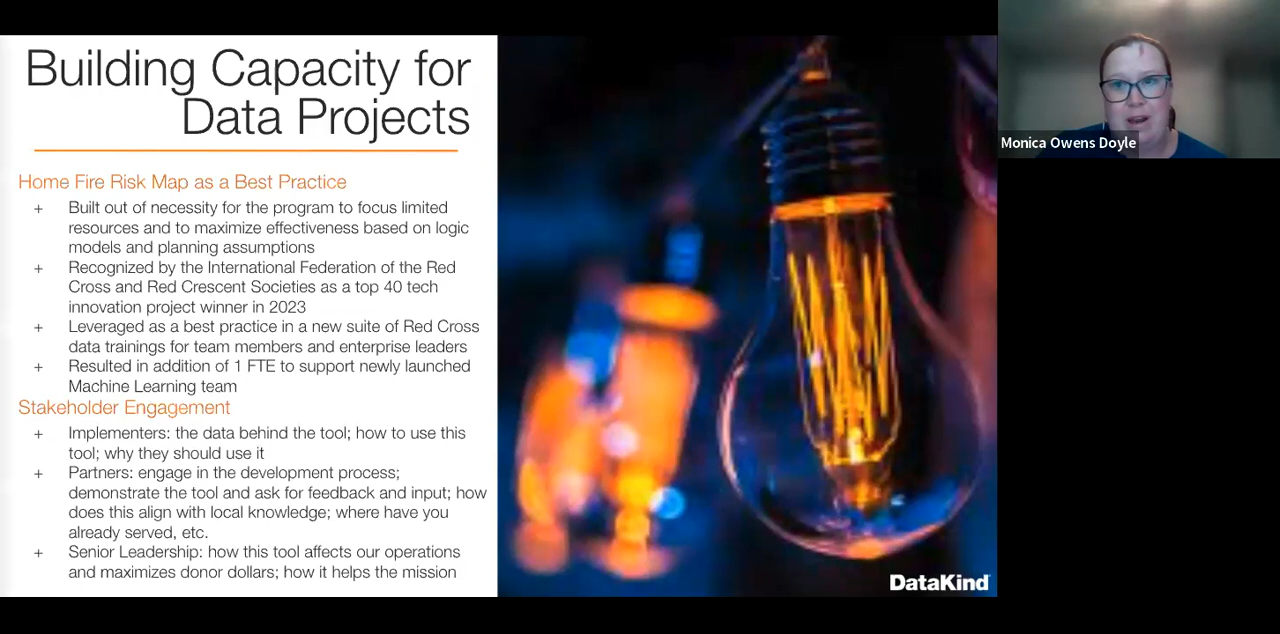 Building Capacity for
Data Projects
Home Fire Risk Map as a Best Practice
+ Built out of necessity for the program to focus limited
resources and to maximize effectiveness based on logic
models and planning assumptions
+ Recognized by the International Federation of the Red
Cross and Red Crescent Societies as a top 40 tech
innovation project winner in 2023
+ Leveraged as a best practice in a new suite of Red Cross
data trainings for team members and enterprise leaders
+ Resulted in addition of 1 FTE to support newly launched
Machine Learning team
Stakeholder Engagement
+ Implementers: the data behind the tool; how to use this
tool; why they should use it
+ Partners: engage in the development process;
demonstrate the tool and ask for feedback and input; how
does this align with local knowledge; where have you
already served, etc.
+ Senior Leadership: how this tool affects our operations
and maximizes donor dollars; how it helps the mission
DataKind
Monica Owens Doyle